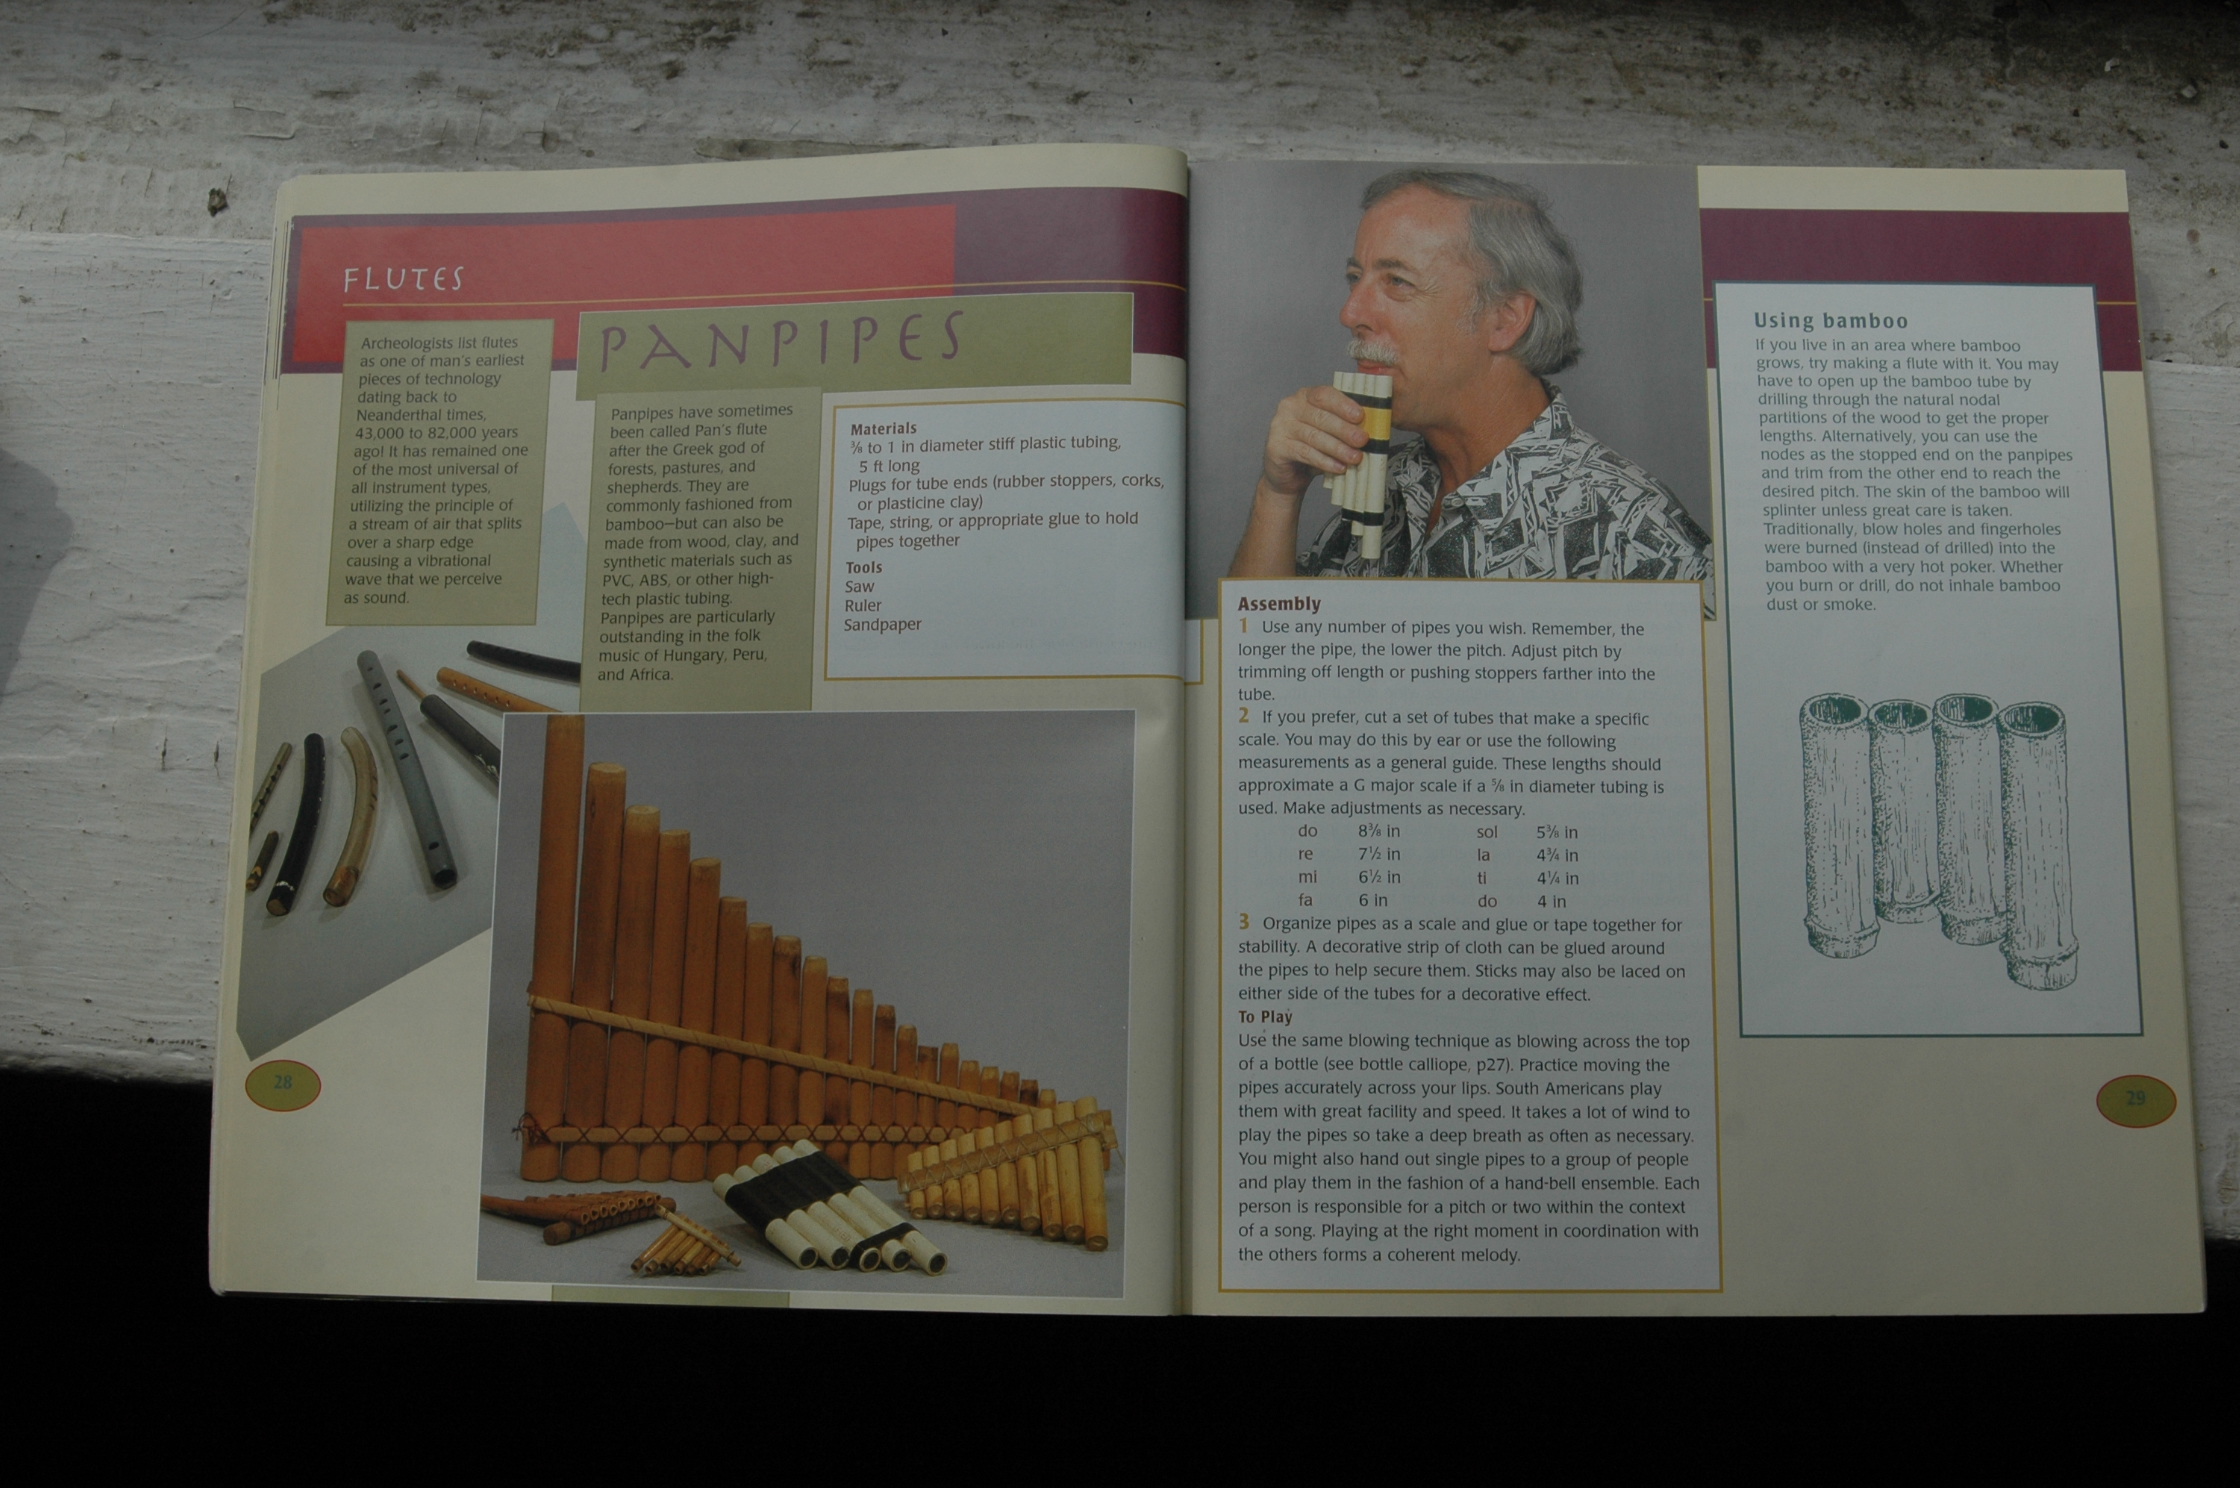 FLUTES
Archeologists list flutes
as one of man's earliest
pieces of technology
dating back to
Neanderthal times,
43,000 to 82,000 years
ago! It has remained one
of the most universal of
all instrument types,
utilizing the principle of
a stream of air that splits
over a sharp edge
causing a vibrational
wave that we perceive
as sound.
PANPIPES
Panpipes have sometimes
been called Pan's flute
after the Greek god of
forests, pastures, and
shepherds. They are
commonly fashioned from
bamboo—but can also be
made from wood, clay, and
synthetic materials such as
PVC, ABS, or other high-
tech plastic tubing.
Panpipes are particularly
outstanding in the folk
music of Hungary, Peru,
and Africa.
Materials
⅜ to 1 in diameter stiff plastic tubing,
5 ft long
Plugs for tube ends (rubber stoppers, corks,
or plasticine clay)
Tape, string, or appropriate glue to hold
pipes together
Tools
Saw
Ruler
Sandpaper
28
Assembly
1 Use any number of pipes you wish. Remember, the
longer the pipe, the lower the pitch. Adjust pitch by
trimming off length or pushing stoppers farther into the
tube.
2 If you prefer, cut a set of tubes that make a specific
scale. You may do this by ear or use the following
measurements as a general guide. These lengths should
approximate a G major scale if a ⅝ in diameter tubing is
used. Make adjustments as necessary.
do 8⅜ in sol 5⅜ in
re 7½ in la 4¾ in
mi 6½ in ti 4¼ in
fa 6 in do 4 in
3 Organize pipes as a scale and glue or tape together for
stability. A decorative strip of cloth can be glued around
the pipes to help secure them. Sticks may also be laced on
either side of the tubes for a decorative effect.
To Play
Use the same blowing technique as blowing across the top
of a bottle (see bottle calliope, p27). Practice moving the
pipes accurately across your lips. South Americans play
them with great facility and speed. It takes a lot of wind to
play the pipes so take a deep breath as often as necessary.
You might also hand out single pipes to a group of people
and play them in the fashion of a hand-bell ensemble. Each
person is responsible for a pitch or two within the context
of a song. Playing at the right moment in coordination with
the others forms a coherent melody.
Using bamboo
If you live in an area where bamboo
grows, try making a flute with it. You may
have to open up the bamboo tube by
drilling through the natural nodal
partitions of the wood to get the proper
lengths. Alternatively, you can use the
nodes as the stopped end on the panpipes
and trim from the other end to reach the
desired pitch. The skin of the bamboo will
splinter unless great care is taken.
Traditionally, blow holes and fingerholes
were burned (instead of drilled) into the
bamboo with a very hot poker. Whether
you burn or drill, do not inhale bamboo
dust or smoke.
29